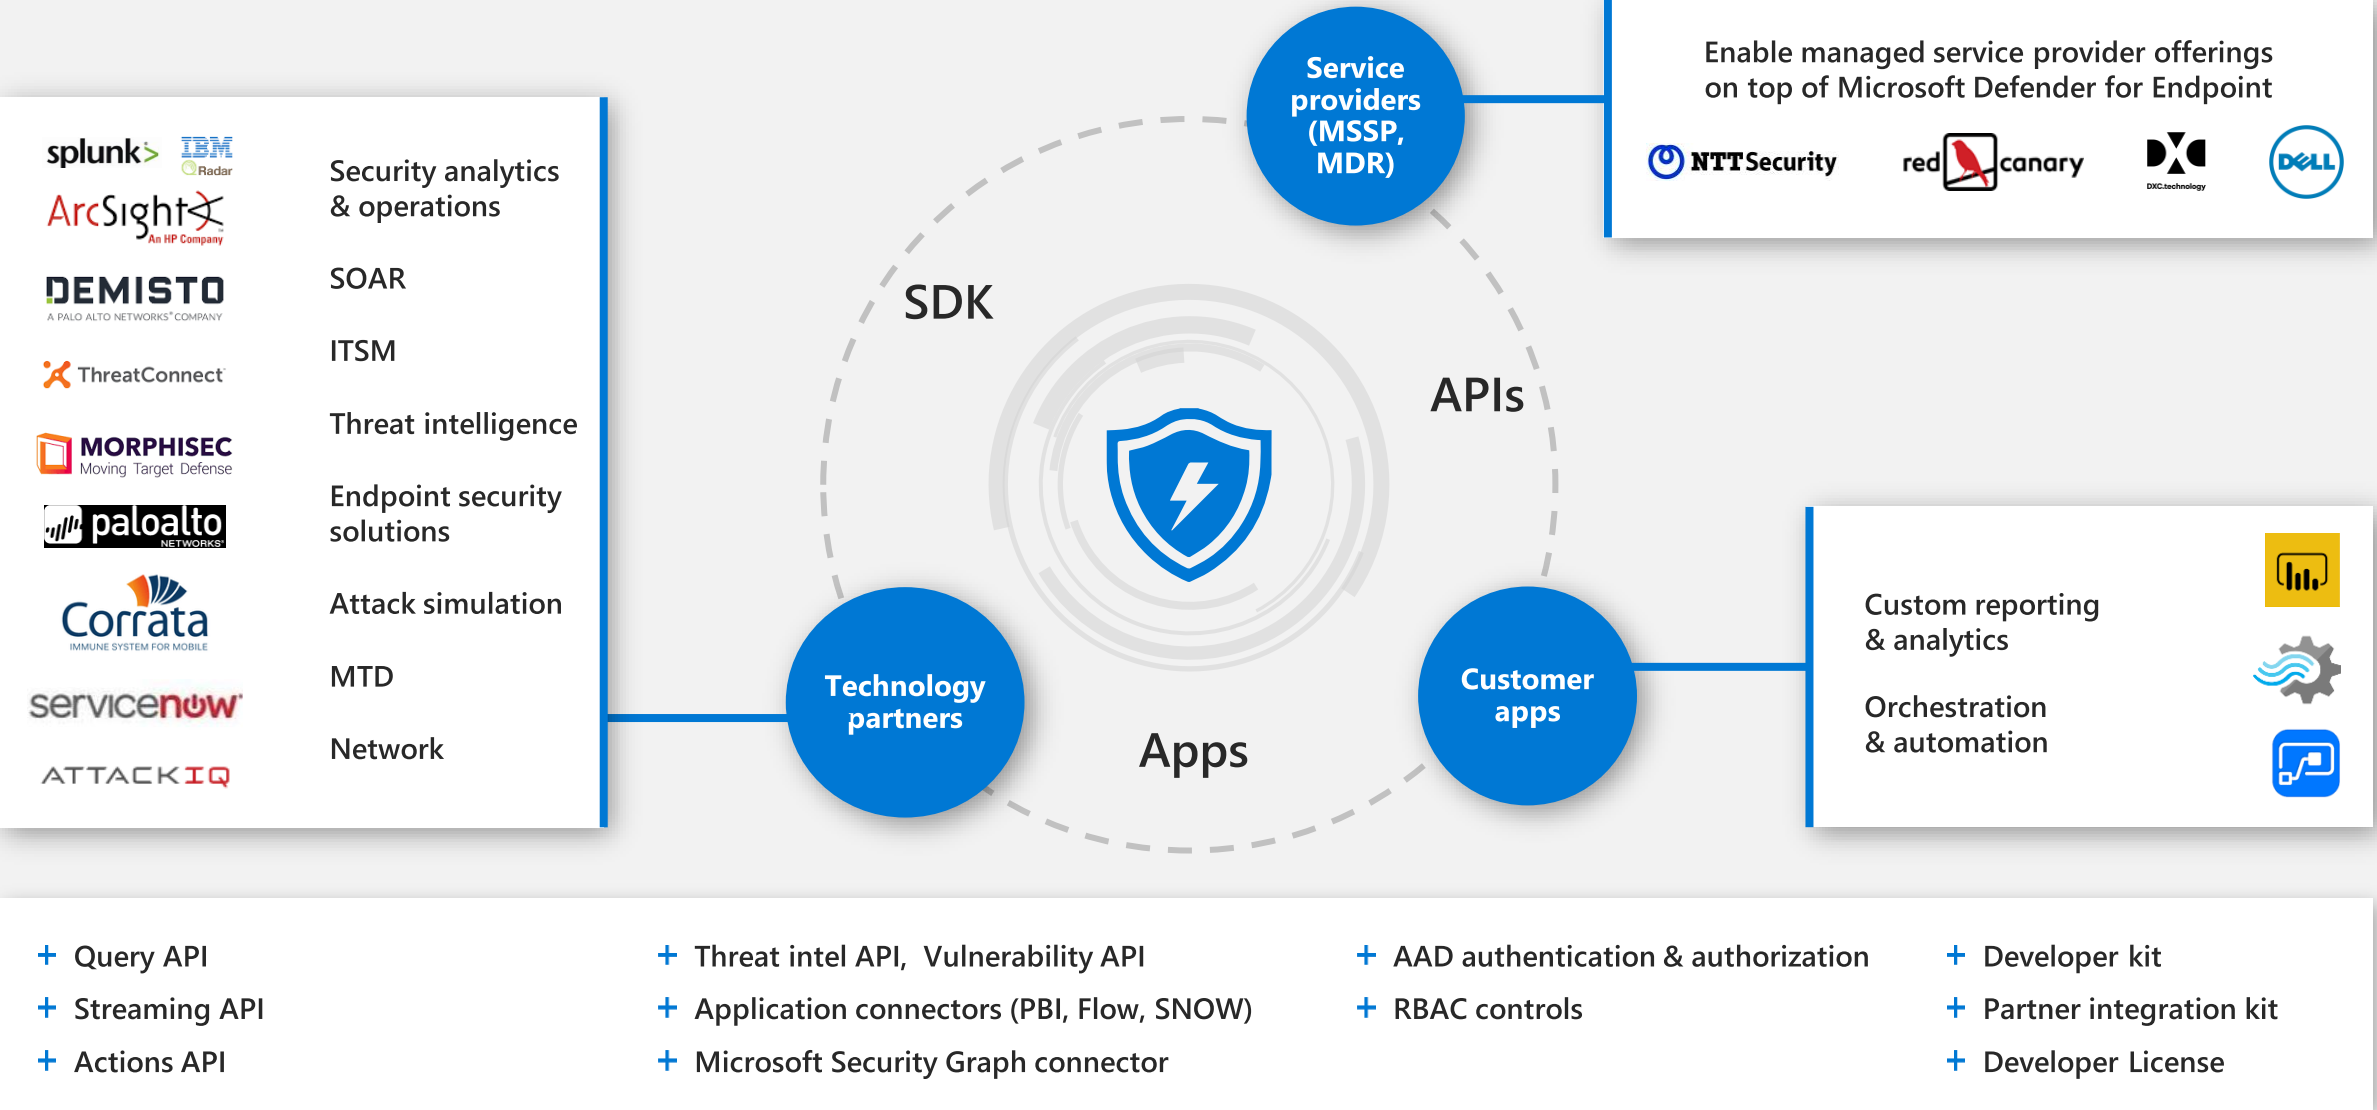 Service
providers
(MSSP,
MDR)
Enable managed service provider offerings
on top of Microsoft Defender for Endpoint
NTT Security
red canary
DXC.technology
DELL
splunk>
IBM
QRadar
ArcSight
An HP Company
DEMISTO
A PALO ALTO NETWORKS® COMPANY
ThreatConnect
MORPHISEC
Moving Target Defense
paloalto
NETWORKS®
Corrata
IMMUNE SYSTEM FOR MOBILE
servicenow
ATTACKIQ
Security analytics
& operations
SOAR
ITSM
Threat intelligence
Endpoint security
solutions
Attack simulation
MTD
Network
SDK
APIs
Apps
Technology
partners
Customer
apps
Custom reporting
& analytics
Orchestration
& automation
+ Query API
+ Streaming API
+ Actions API
+ Threat intel API,  Vulnerability API
+ Application connectors (PBI, Flow, SNOW)
+ Microsoft Security Graph connector
+ AAD authentication & authorization
+ RBAC controls
+ Developer kit
+ Partner integration kit
+ Developer License